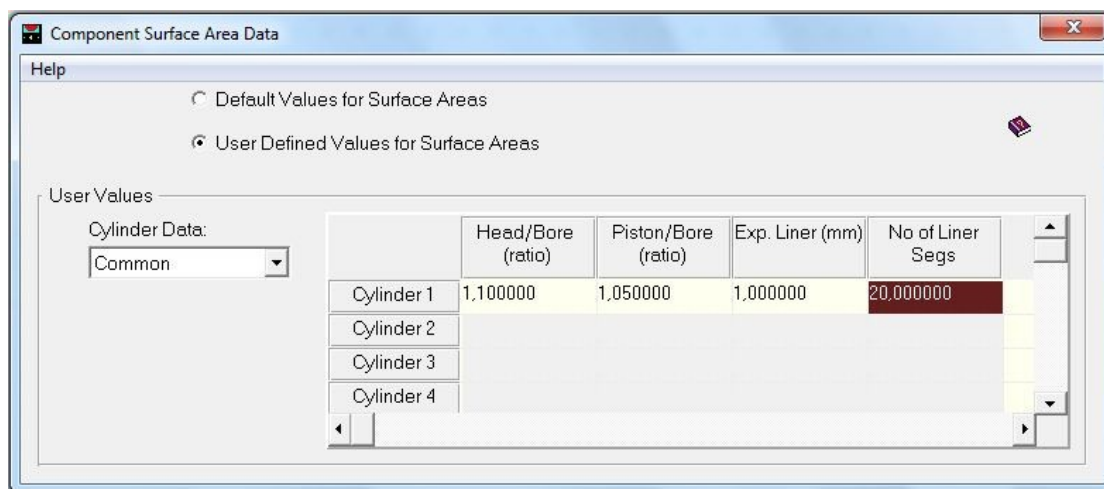 Component Surface Area Data
x
Help
Default Values for Surface Areas
User Defined Values for Surface Areas
?
User Values
Cylinder Data:
Common
Head/Bore (ratio)
Piston/Bore (ratio)
Exp. Liner (mm)
No of Liner Segs
Cylinder 1 1,100000 1,050000 1,000000 20,000000
Cylinder 2
Cylinder 3
Cylinder 4